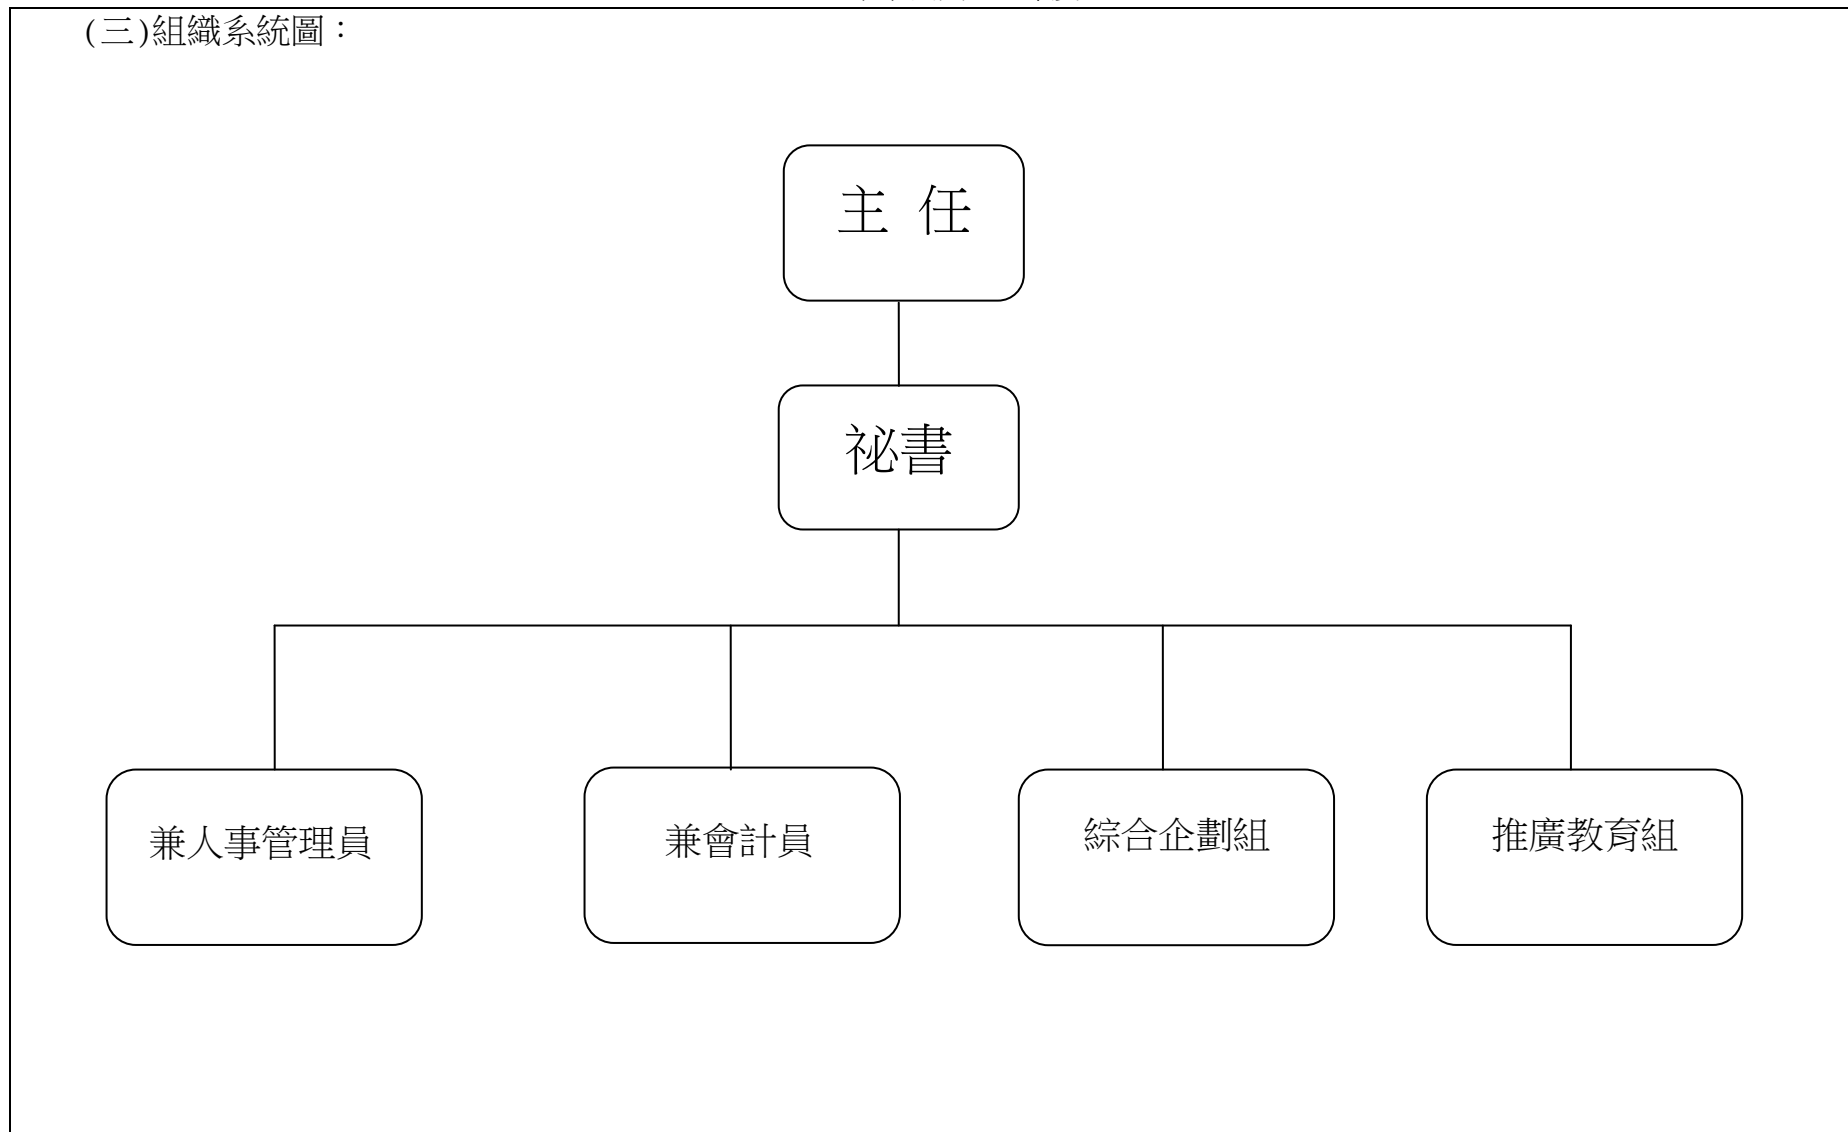 (三)組織系統圖：
主 任
祕書
兼人事管理員
兼會計員
綜合企劃組
推廣教育組